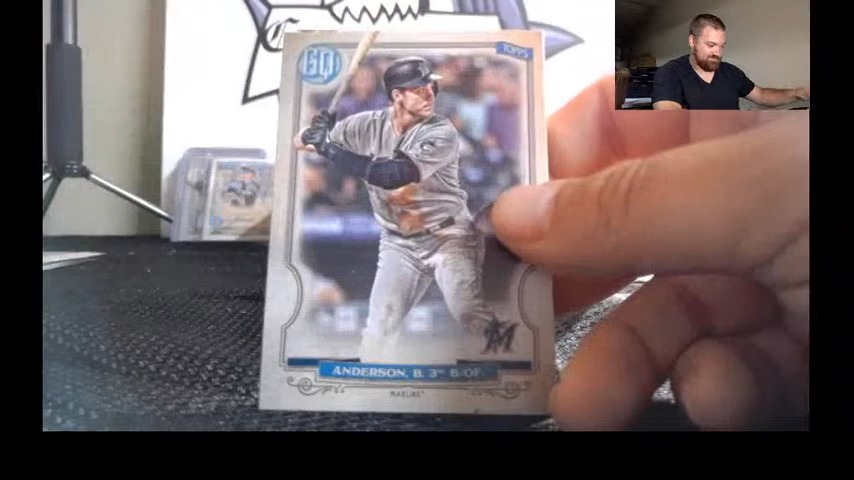 GQ
TOPPS
M
ANDERSON, B. 3RD B/OF.
MARLINS